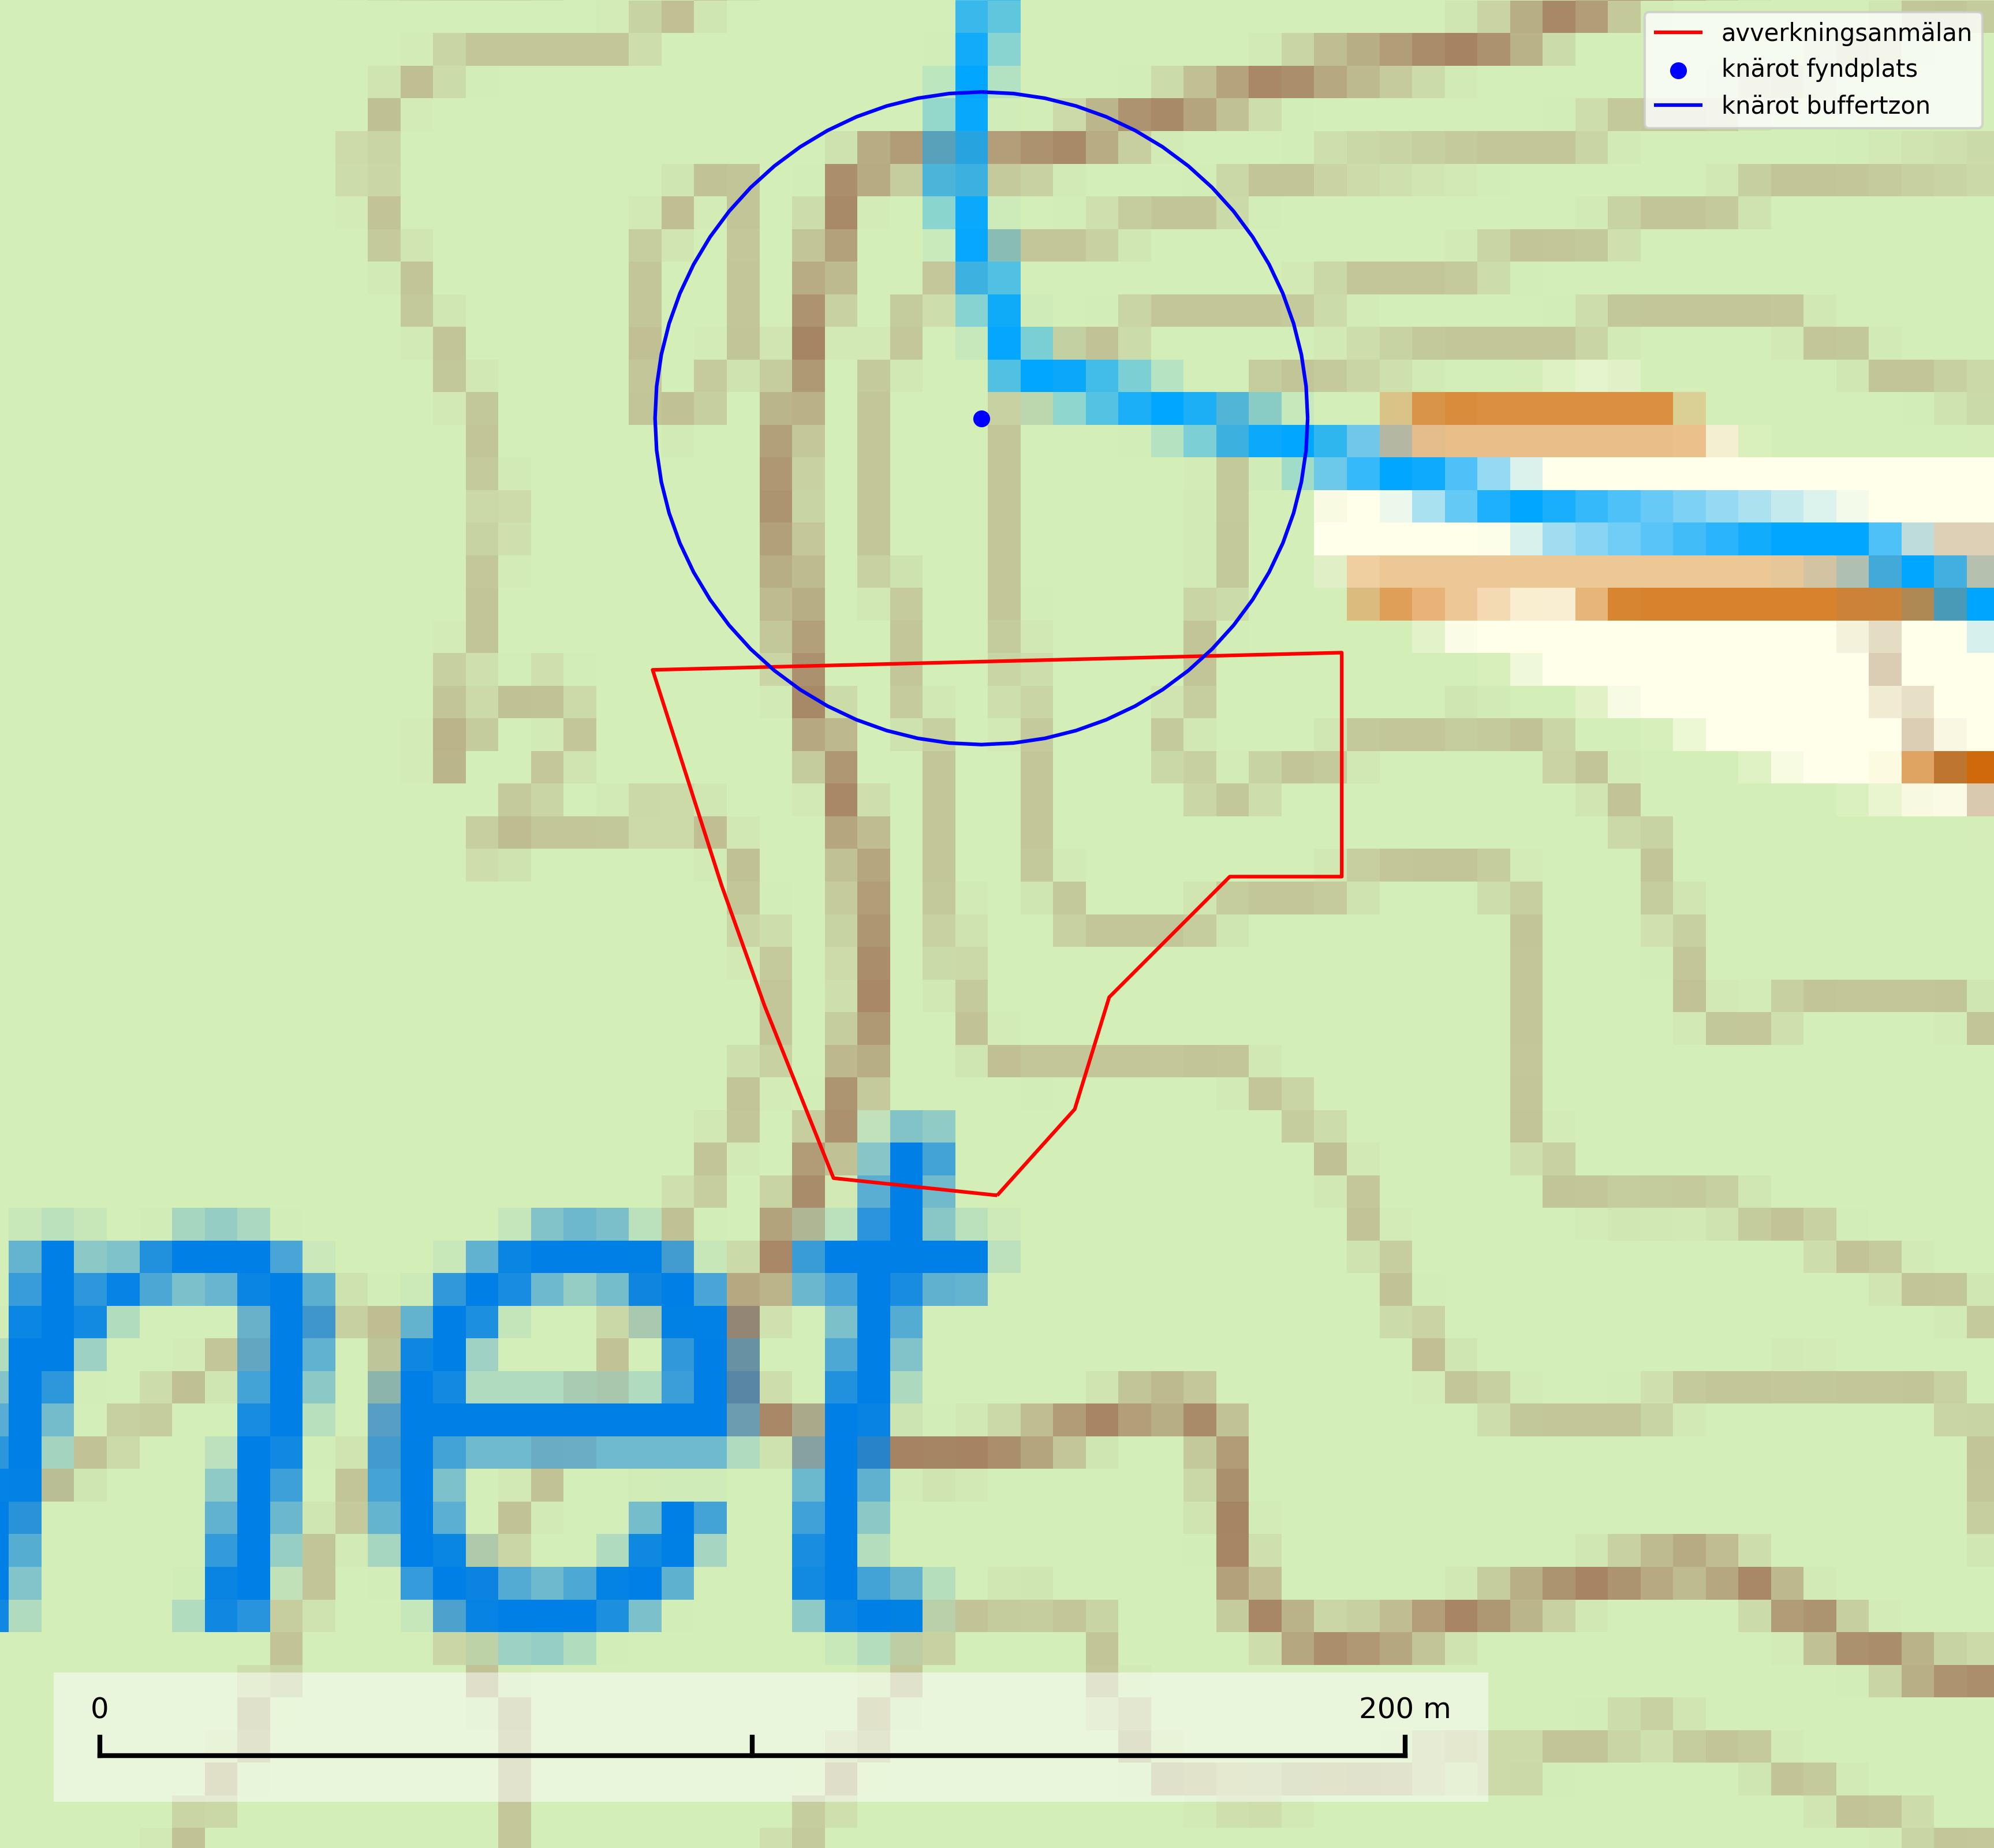 avverkningsanmälan
knärot fyndplats
knärot buffertzon
net
0 200 m